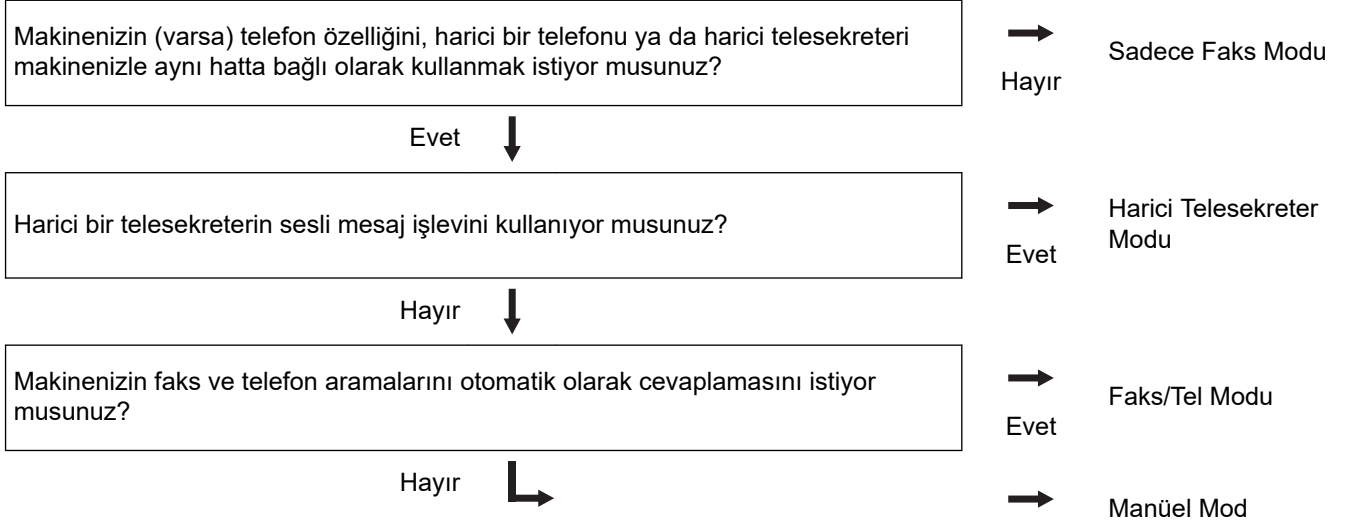 Makinenizin (varsa) telefon özelliğini, harici bir telefonu ya da harici telesekreteri
makinenizle aynı hatta bağlı olarak kullanmak istiyor musunuz?
Hayır
Sadece Faks Modu
Evet
Harici bir telesekreterin sesli mesaj işlevini kullanıyor musunuz?
Evet
Harici Telesekreter
Modu
Hayır
Makinenizin faks ve telefon aramalarını otomatik olarak cevaplamasını istiyor
musunuz?
Evet
Faks/Tel Modu
Hayır
Manüel Mod